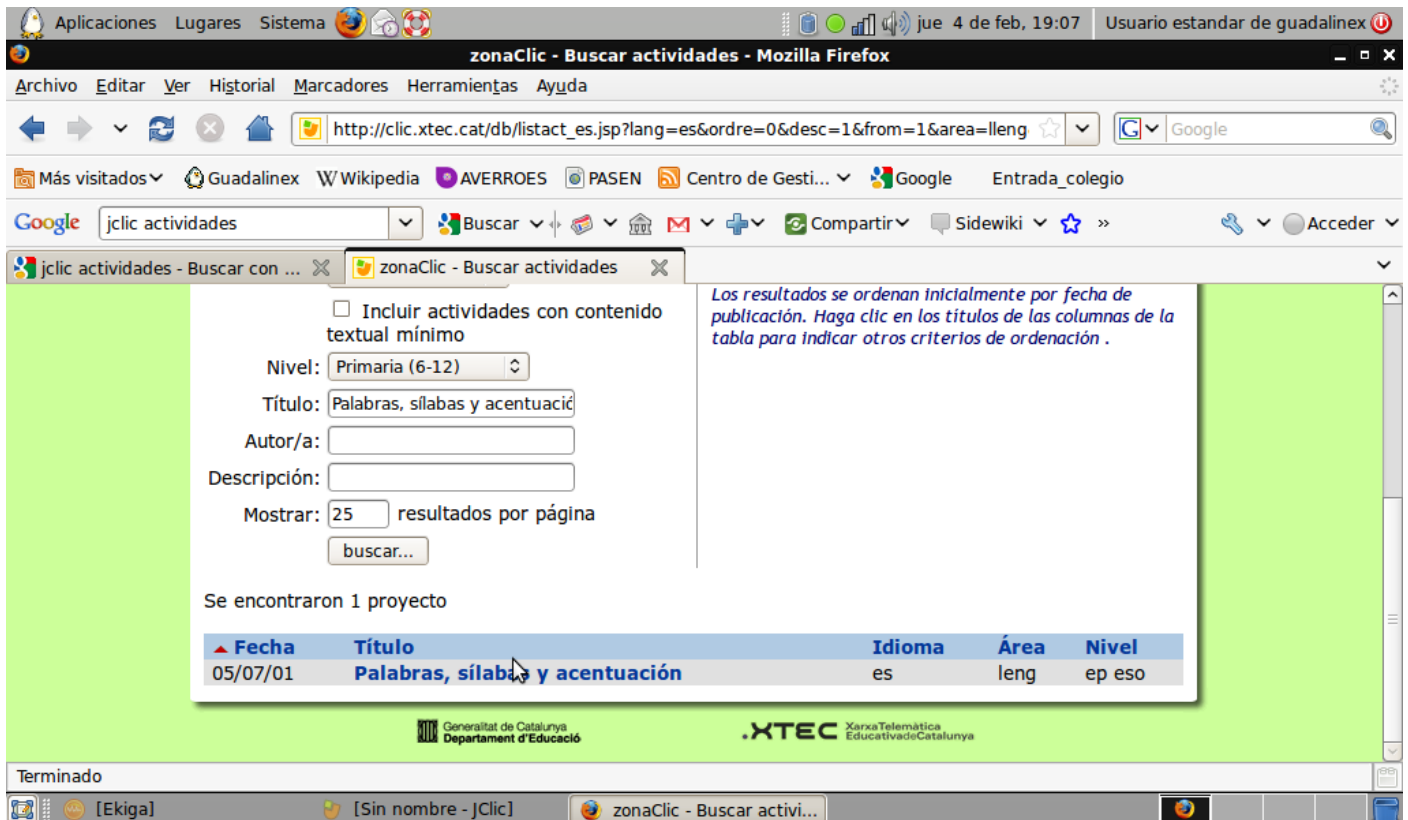 Aplicaciones Lugares Sistema jue 4 de feb, 19:07 Usuario estandar de guadalinex
zonaClic - Buscar actividades - Mozilla Firefox
Archivo Editar Ver Historial Marcadores Herramientas Ayuda
http://clic.xtec.cat/db/listact_es.jsp?lang=es&ordre=0&desc=1&from=1&area=lleng G Google
Más visitados Guadalinex W Wikipedia AVERROES PASEN Centro de Gesti... Google Entrada_colegio
Google jclic actividades Buscar Compartir Sidewiki » Acceder
jclic actividades - Buscar con ... zonaClic - Buscar actividades
Incluir actividades con contenido
textual mínimo
Nivel: Primaria (6-12)
Título: Palabras, sílabas y acentuació
Autor/a:
Descripción:
Mostrar: 25 resultados por página
buscar...
Los resultados se ordenan inicialmente por fecha de
publicación. Haga clic en los títulos de las columnas de la
tabla para indicar otros criterios de ordenación .
Se encontraron 1 proyecto
Fecha Título Idioma Área Nivel
05/07/01 Palabras, sílabas y acentuación es leng ep eso
Generalitat de Catalunya
Departament d'Educació
.XTEC XarxaTelemàtica
EducativadeCatalunya
Terminado
[Ekiga] [Sin nombre - JClic] zonaClic - Buscar activi...